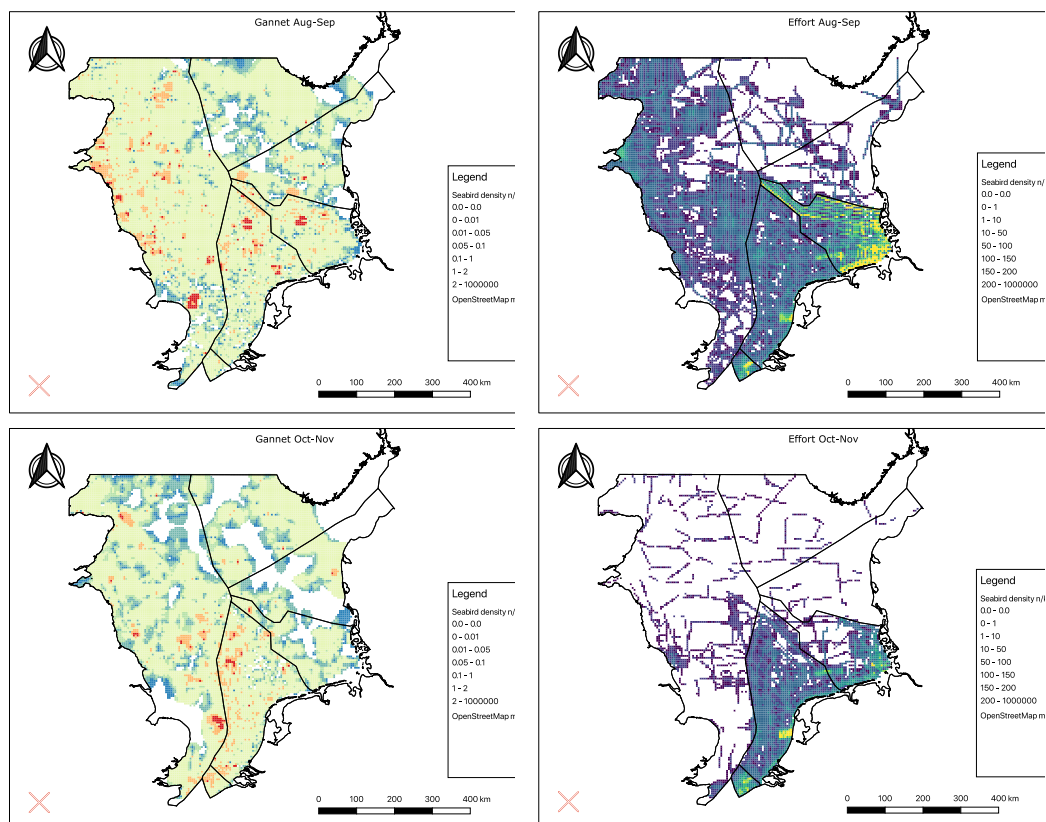 Gannet Aug-Sep
Legend
Seabird density n/
0.0 – 0.0
0 – 0.01
0.01 – 0.05
0.05 – 0.1
0.1 – 1
1 – 2
2 – 1000000
OpenStreetMap m
0 100 200 300 400 km
Effort Aug-Sep
Legend
Seabird density n/
0.0 – 0.0
0 – 1
1 – 10
10 – 50
50 – 100
100 – 150
150 – 200
200 – 1000000
OpenStreetMap m
0 100 200 300 400 km
Gannet Oct-Nov
Legend
Seabird density n/
0.0 – 0.0
0 – 0.01
0.01 – 0.05
0.05 – 0.1
0.1 – 1
1 – 2
2 – 1000000
OpenStreetMap m
0 100 200 300 400 km
Effort Oct-Nov
Legend
Seabird density n/
0.0 – 0.0
0 – 1
1 – 10
10 – 50
50 – 100
100 – 150
150 – 200
200 – 1000000
OpenStreetMap m
0 100 200 300 400 km